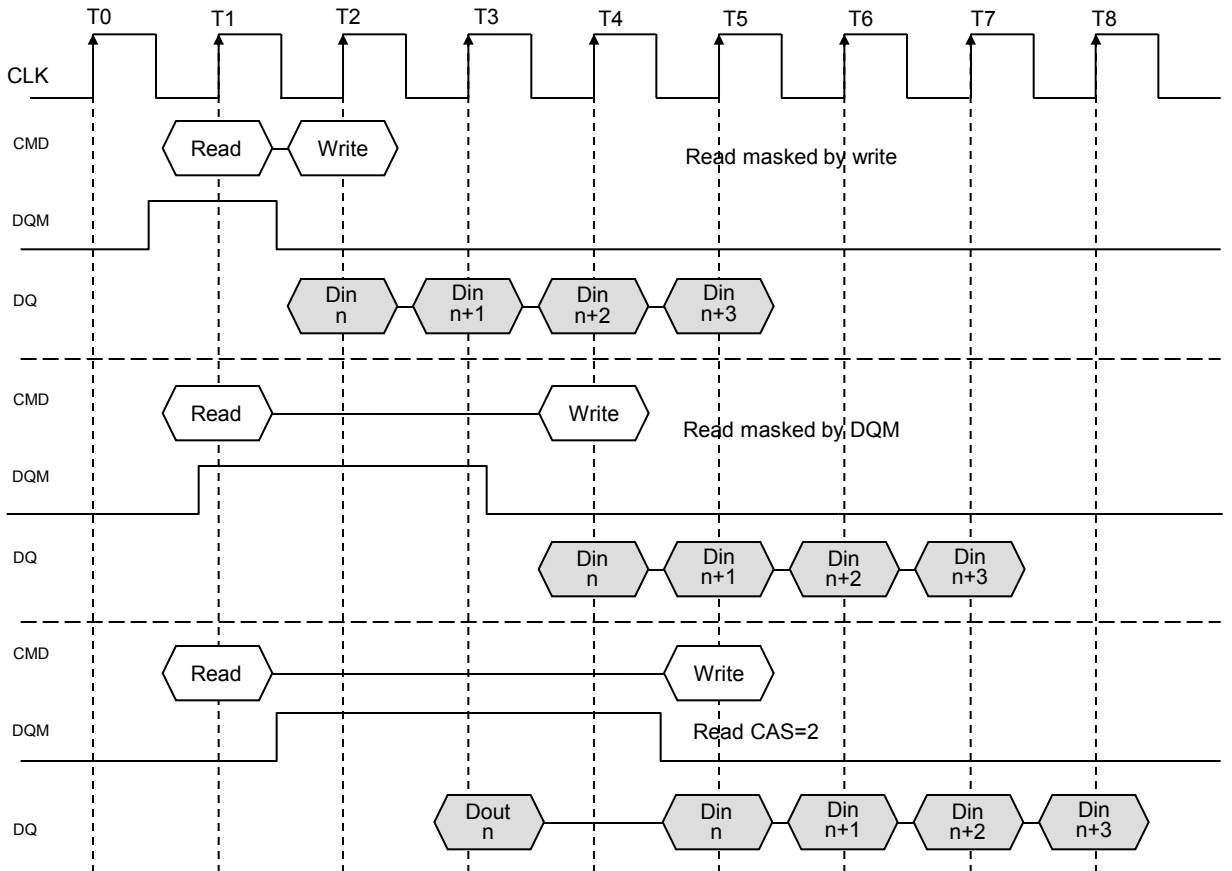 T0 T1 T2 T3 T4 T5 T6 T7 T8
CLK
CMD Read Write Read masked by write
DQM
DQ Din Din Din Din
n n+1 n+2 n+3
CMD Read Write
Read masked by DQM
DQM
DQ Din Din Din Din
n n+1 n+2 n+3
CMD
Read Write
DQM Read CAS=2
DQ Dout Din Din Din Din
n n n+1 n+2 n+3